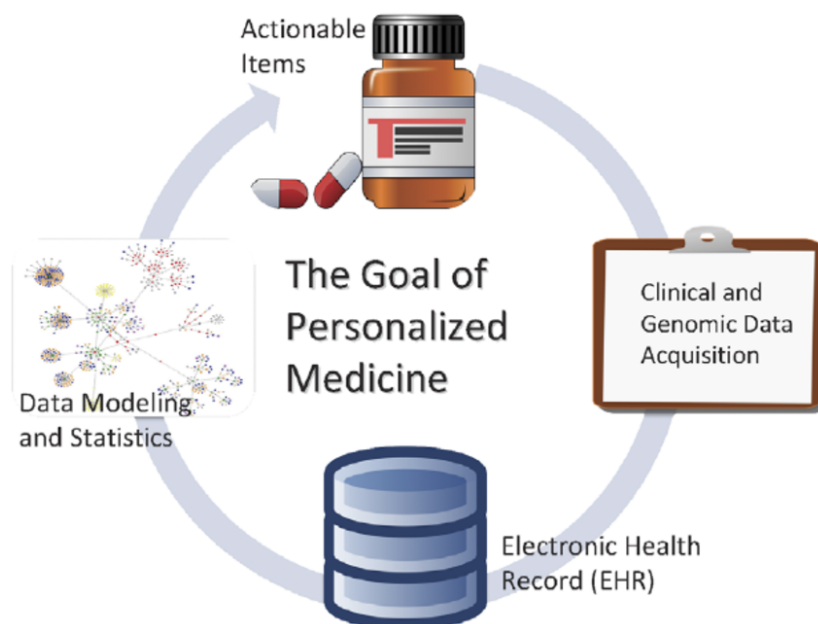 Actionable
Items
The Goal of
Personalized
Medicine
Clinical and
Genomic Data
Acquisition
Data Modeling
and Statistics
Electronic Health
Record (EHR)